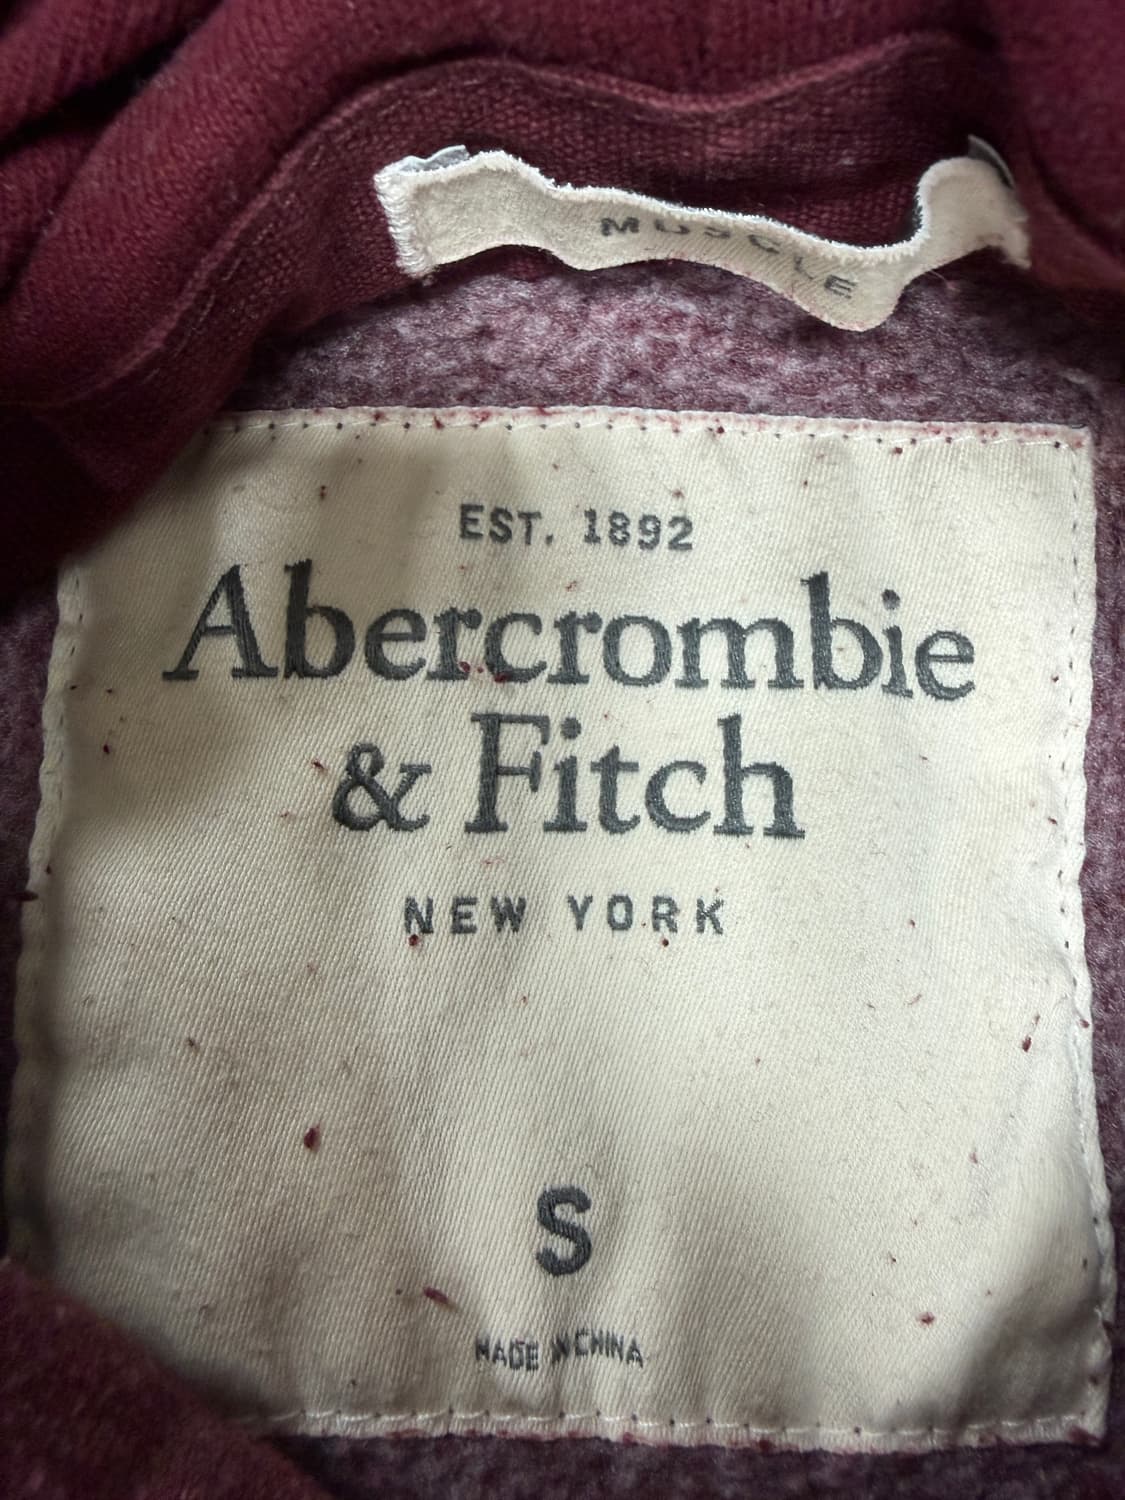 MUSCLE
EST. 1892
Abercrombie
& Fitch
NEW YORK
S
MADE IN CHINA